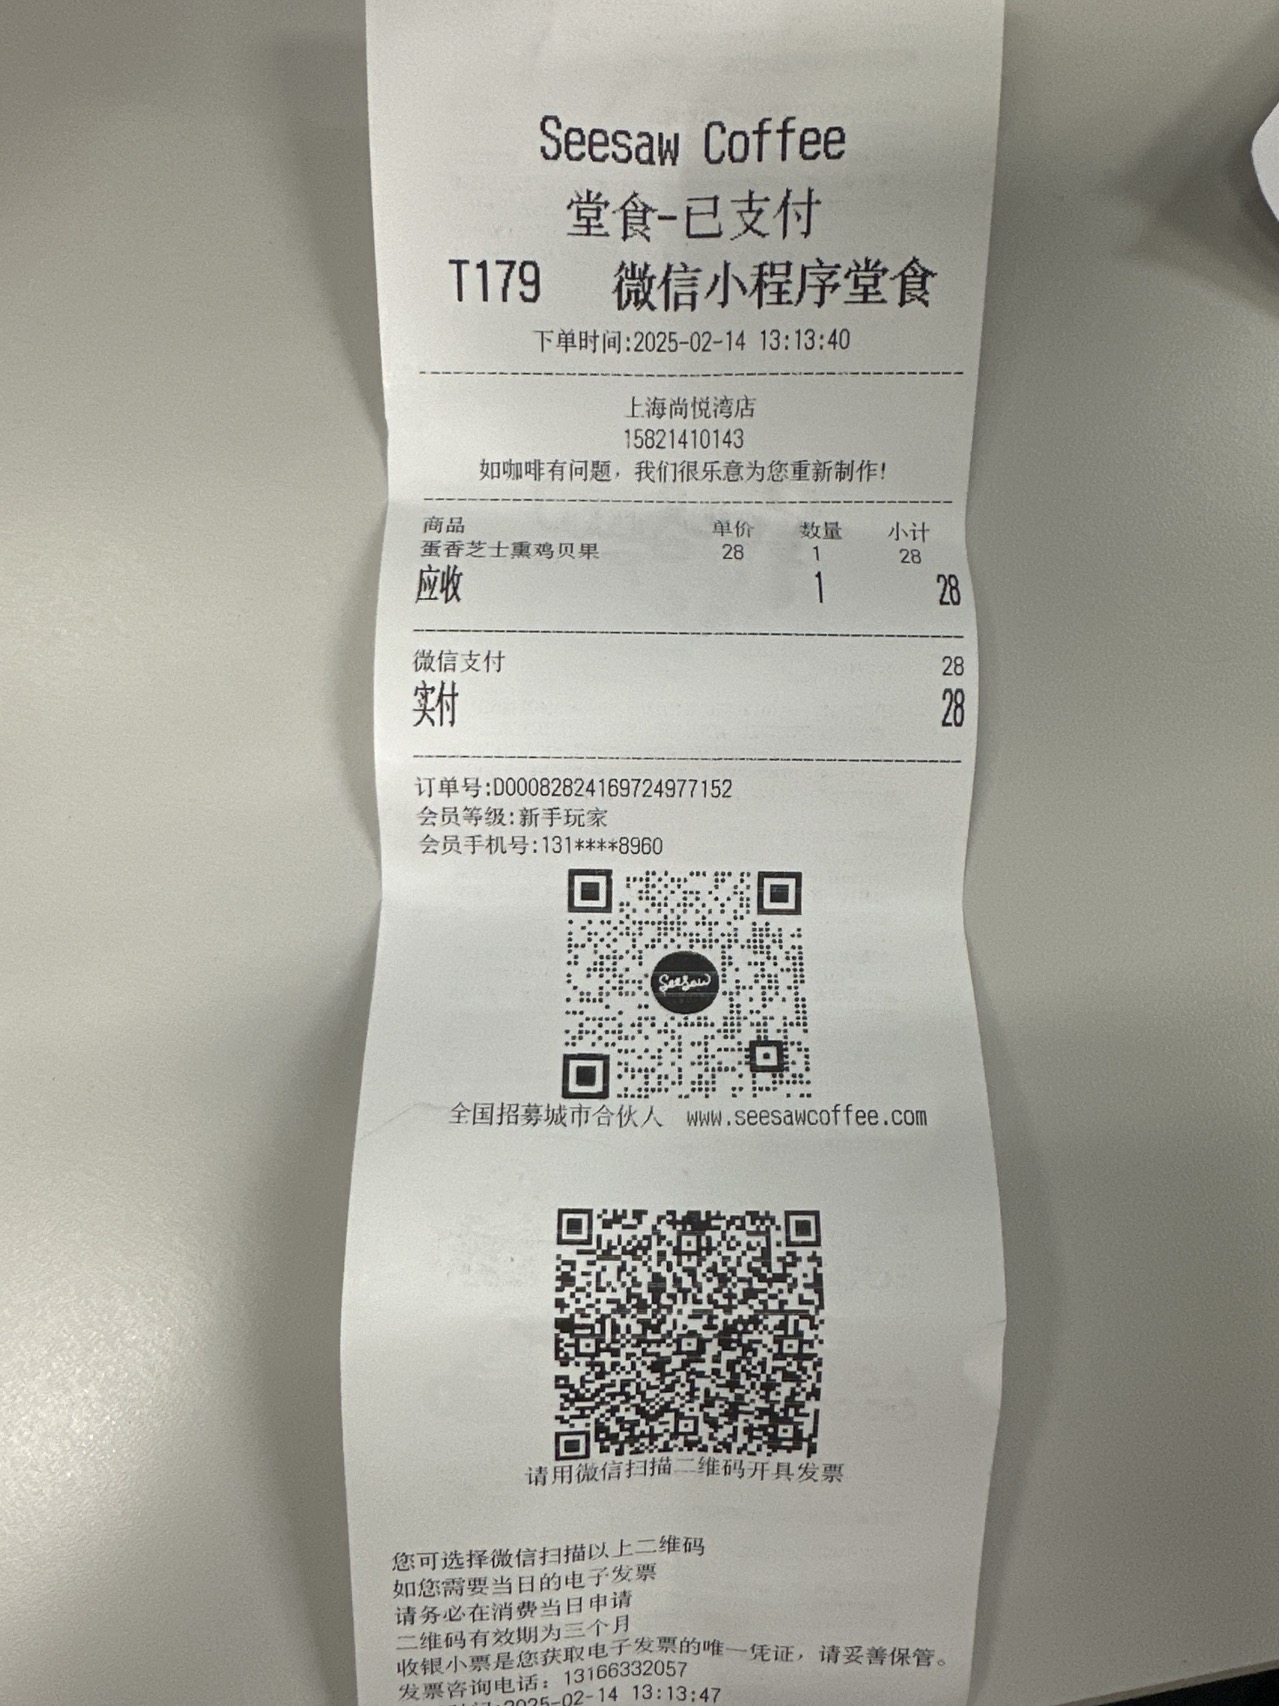 Seesaw Coffee
堂食-已支付
T179 微信小程序堂食
下单时间:2025-02-14 13:13:40
上海尚悦湾店
15821410143
如咖啡有问题，我们很乐意为您重新制作!
商品 单价 数量 小计
蛋香芝士熏鸡贝果 28 1 28
应收 1 28
微信支付 28
实付 28
订单号:D00082824169724977152
会员等级:新手玩家
会员手机号:131****8960
Seesaw
全国招募城市合伙人 www.seesawcoffee.com
请用微信扫描二维码开具发票
您可选择微信扫描以上二维码
如您需要当日的电子发票
请务必在消费当日申请
二维码有效期为三个月
收银小票是您获取电子发票的唯一凭证，请妥善保管。
发票咨询电话：13166332057
2025-02-14 13:13:47